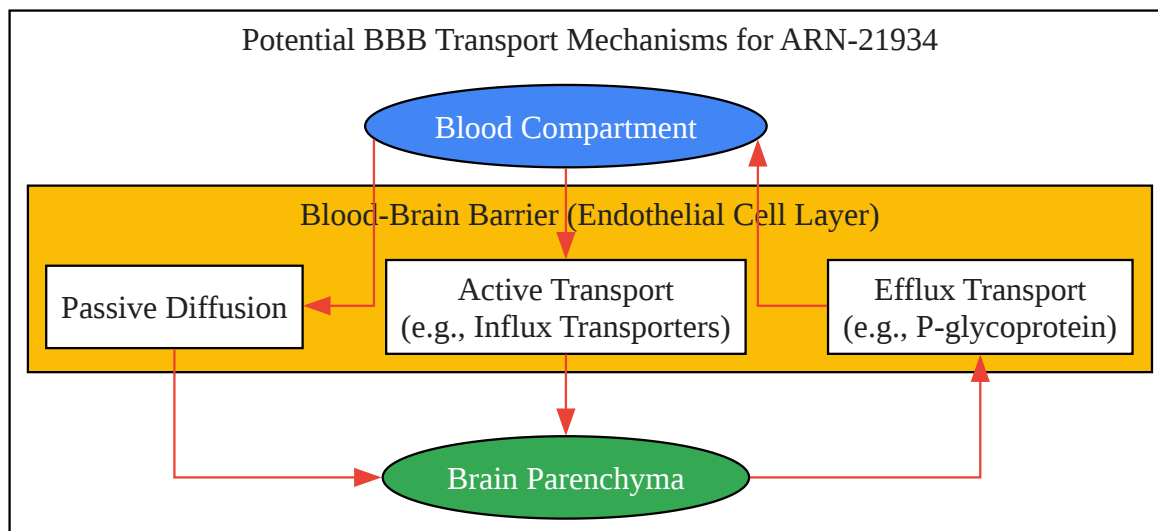 Potential BBB Transport Mechanisms for ARN-21934
Blood Compartment
Blood-Brain Barrier (Endothelial Cell Layer)
Passive Diffusion
Active Transport
(e.g., Influx Transporters)
Efflux Transport
(e.g., P-glycoprotein)
Brain Parenchyma